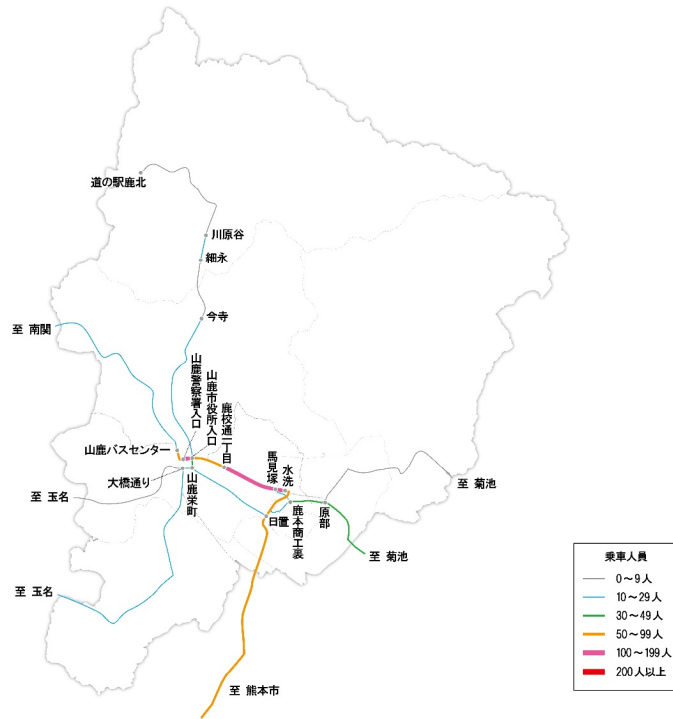 道の駅鹿北
川原谷
細永
今寺
至 南関
山鹿警察署入口
山鹿市役所入口
鹿校通一丁目
山鹿バスセンター
馬見塚
水洗
大橋通り
山鹿栄町
至 菊池
至 玉名
日置
鹿本商工裏
原部
至 菊池
至 玉名
至 熊本市
乗車人員
0~9人
10~29人
30~49人
50~99人
100~199人
200人以上